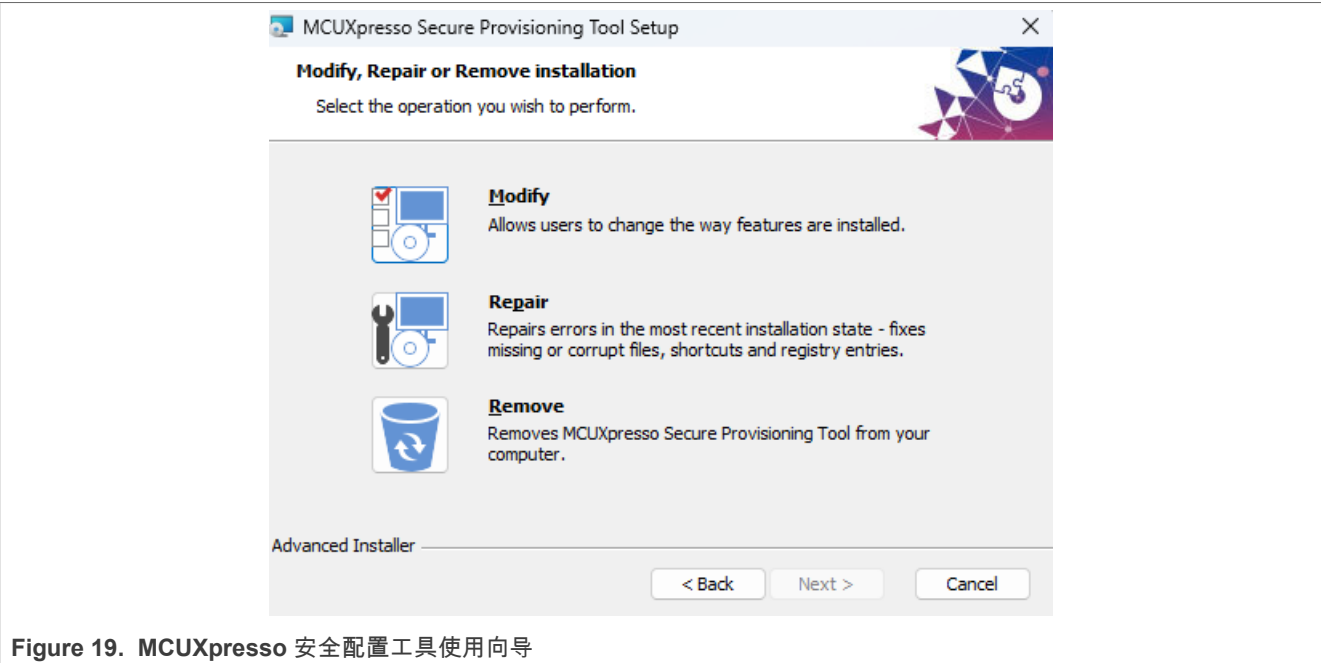 MCUXpresso Secure Provisioning Tool Setup
Modify, Repair or Remove installation
Select the operation you wish to perform.
Modify
Allows users to change the way features are installed.
Repair
Repairs errors in the most recent installation state - fixes
missing or corrupt files, shortcuts and registry entries.
Remove
Removes MCUXpresso Secure Provisioning Tool from your
computer.
Advanced Installer
< Back Next > Cancel
Figure 19. MCUXpresso 安全配置工具使用向导